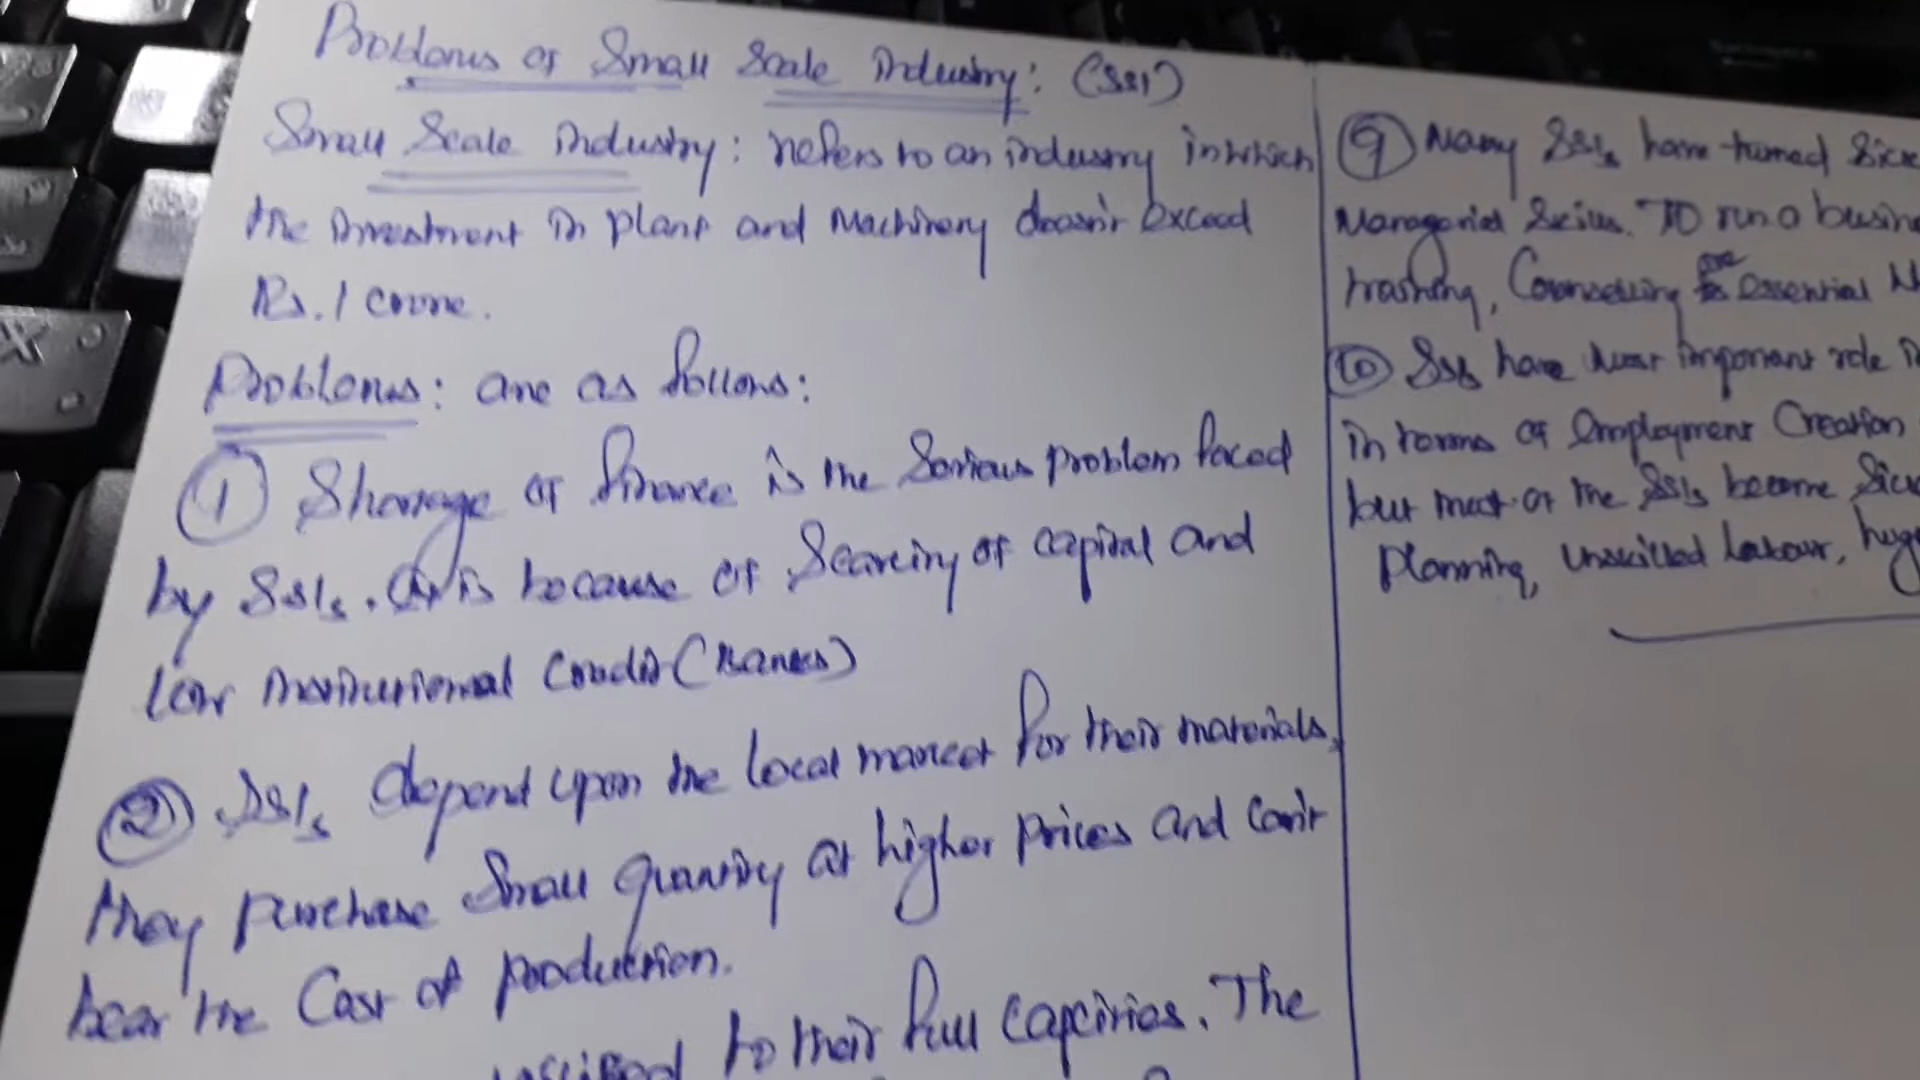 Problems of Small Scale Industry: (SSI)
Small Scale Industry: refers to an industry in which
the investment in plant and Machinery doesn't exceed
Rs. 1 crore.
Problems: are as follows:
① Shortage of finance is the Serious problem faced
by SSIs. It is because of Scarcity of capital and
low institutional Credit (Banks)
② SSIs depend upon the local market for their materials,
they purchase Small quantity at higher prices and can't
bear the Cost of production.
to their full capcities. The
⑨ Many SSIs have turned Sick
Managerial Skills. To run a busin
training, Counselling are essential
⑩ SSIs have most important role in
in terms of Employment Creation
but most of the SSIs become Sick
Planning, Unskilled Labour, hug